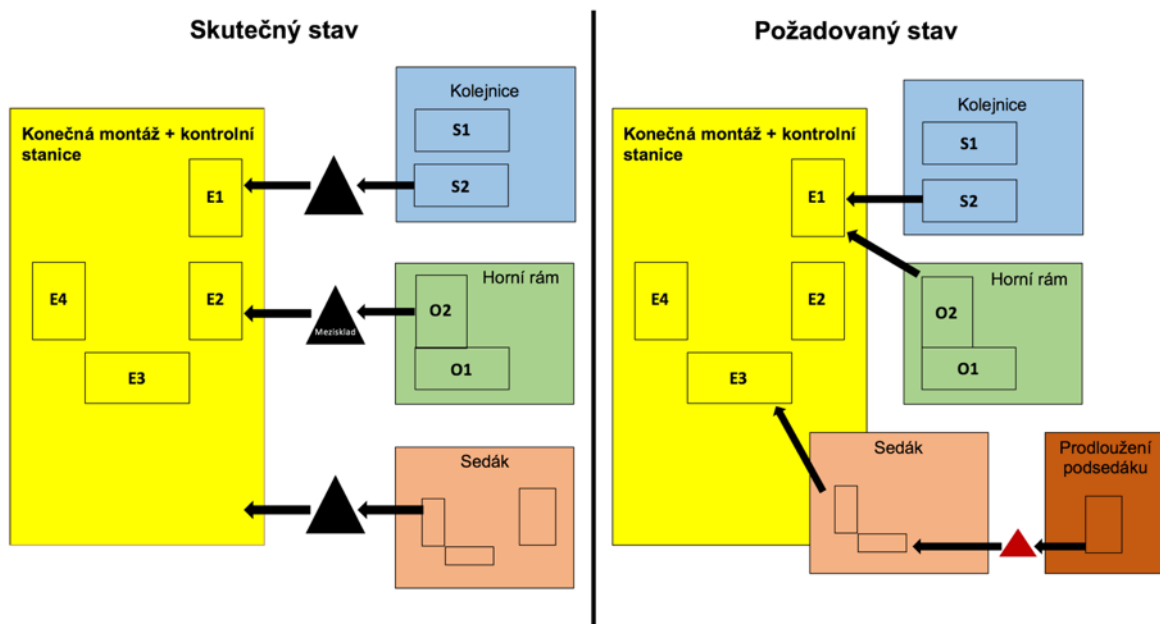 Skutečný stav
Kolejnice
S1
S2
Konečná montáž + kontrolní
stanice
E1
E4
E2
E3
Mezisklad
Horní rám
O2
O1
Sedák
Požadovaný stav
Kolejnice
S1
S2
Konečná montáž + kontrolní
stanice
E1
E4
E2
E3
Horní rám
O2
O1
Sedák
Prodloužení
podsedáku